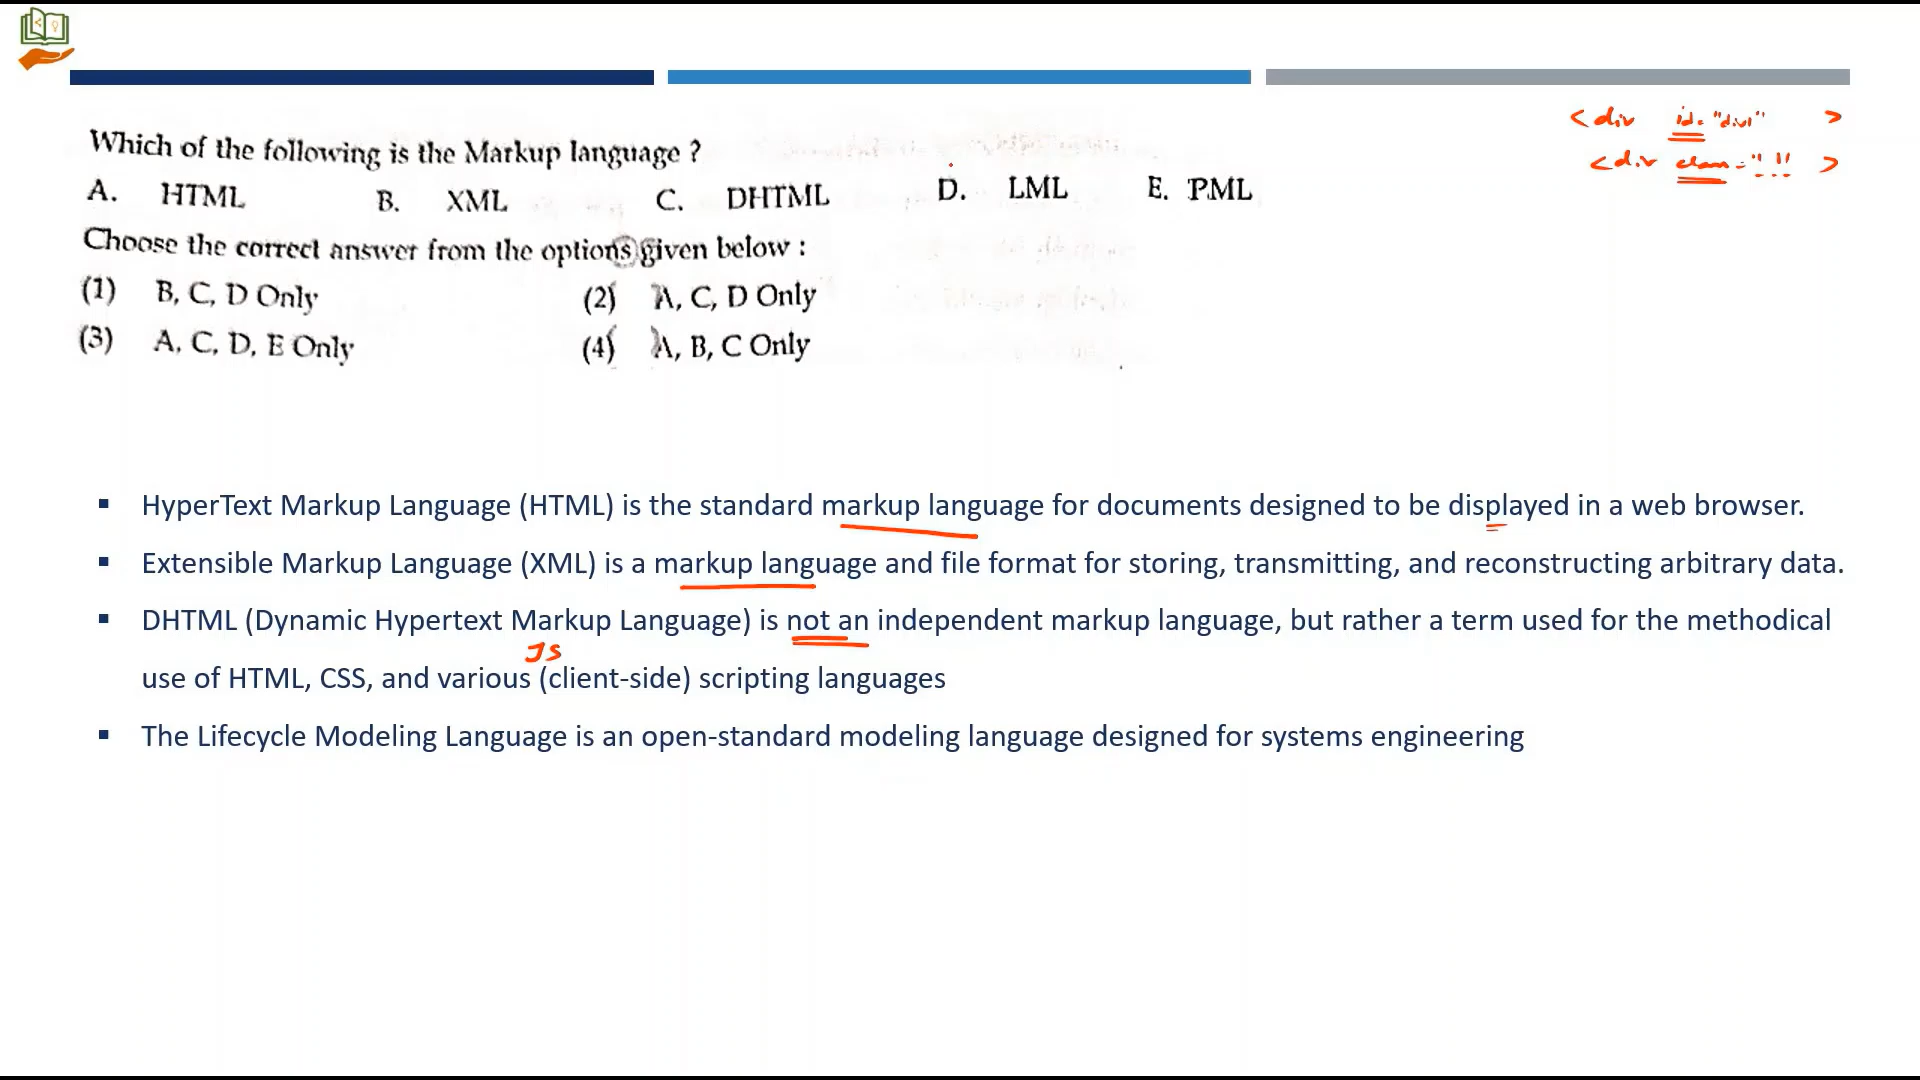 <div id="div1" >
<div class="" >
Which of the following is the Markup language ?
A. HTML B. XML C. DHTML D. LML E. PML
Choose the correct answer from the options given below :
(1) B, C, D Only (2) A, C, D Only
(3) A, C, D, E Only (4) A, B, C Only
▪ HyperText Markup Language (HTML) is the standard markup language for documents designed to be displayed in a web browser.
▪ Extensible Markup Language (XML) is a markup language and file format for storing, transmitting, and reconstructing arbitrary data.
▪ DHTML (Dynamic Hypertext Markup Language) is not an independent markup language, but rather a term used for the methodical
JS
use of HTML, CSS, and various (client-side) scripting languages
▪ The Lifecycle Modeling Language is an open-standard modeling language designed for systems engineering